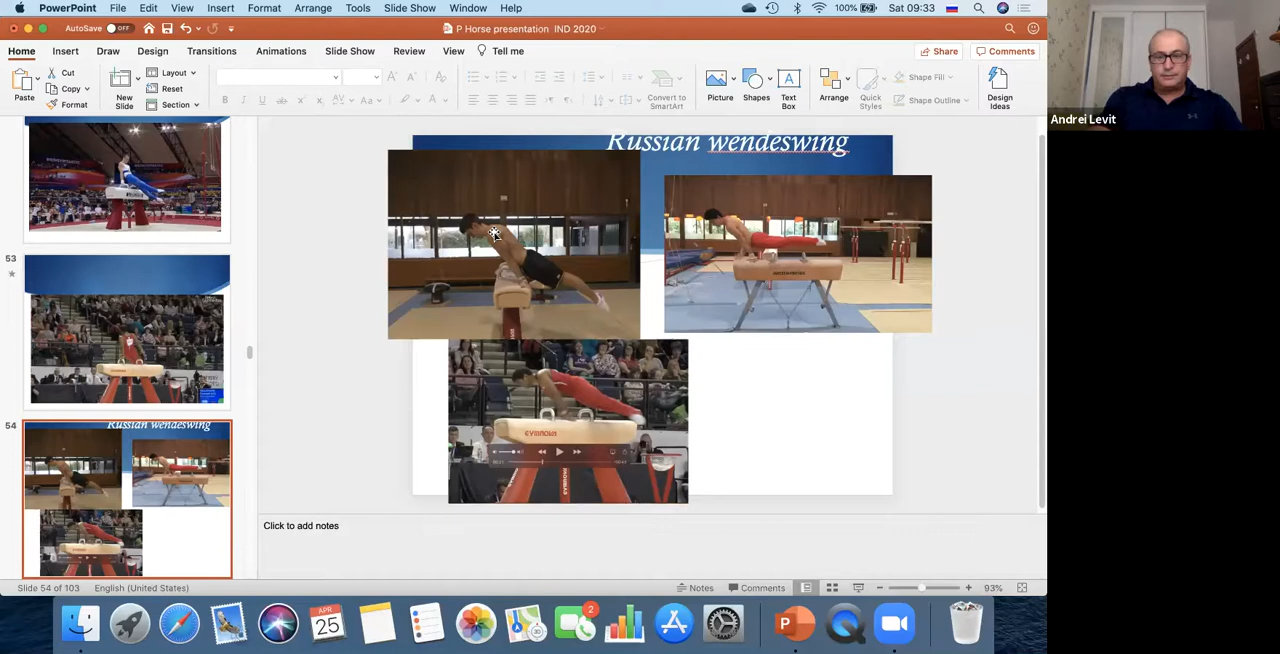 PowerPoint File Edit View Insert Format Arrange Tools Slide Show Window Help 100% Sat 09:33
AutoSave OFF P Horse presentation IND 2020 
Home Insert Draw Design Transitions Animations Slide Show Review View Tell me Share Comments
Paste Cut Copy Format New Slide Layout Reset Section Convert to SmartArt Picture Shapes Text Box Arrange Quick Styles Shape Fill Shape Outline Design Ideas
Andrei Levit
53
54
Russian wendeswing
Russian wendeswing
GYMNOVA
Click to add notes
Slide 54 of 103 English (United States) Notes Comments 93%
APR 25
2
30